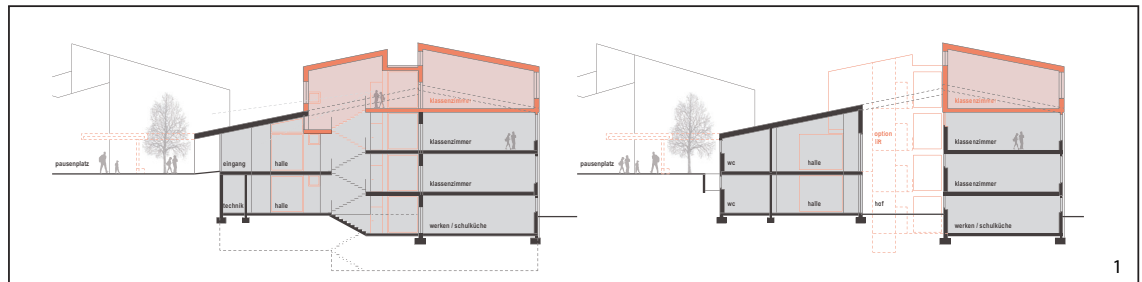 klassenzimmer
pausenplatz
eingang
halle
klassenzimmer
klassenzimmer
technik
halle
werken / schulküche
klassenzimmer
pausenplatz
option
wc
halle
klassenzimmer
klassenzimmer
wc
halle
hof
werken / schulküche
1